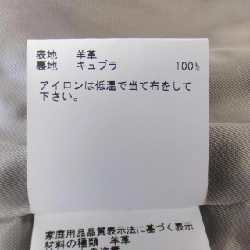 表地 羊革
裏地 キュプラ 100%
アイロンは低温で当て布をして
下さい。
家庭用品品質表示法に基づく表示
材料の種類 羊革